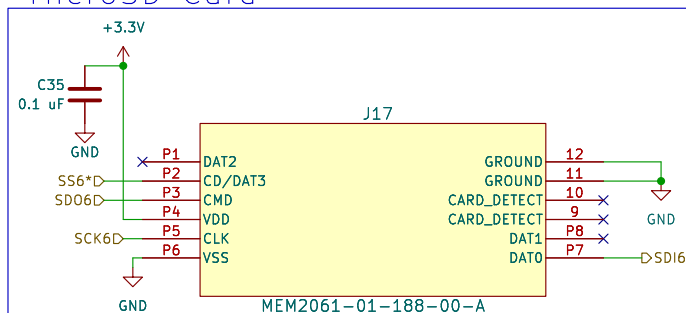 MicroSD Card
+3.3V
C35
0.1 uF
GND
J17
P1 DAT2 GROUND 12
SS6* P2 CD/DAT3 GROUND 11
SDO6 P3 CMD CARD_DETECT 10
P4 VDD CARD_DETECT 9
GND
SCK6 P5 CLK DAT1 P8
P6 VSS DAT0 P7 SDI6
GND
MEM2061-01-188-00-A